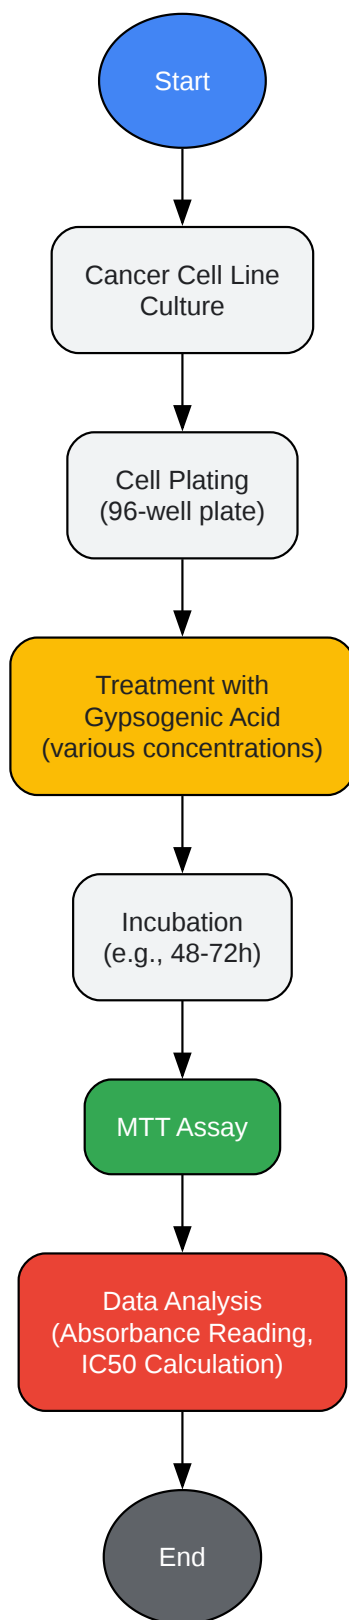 Start
Cancer Cell Line
Culture
Cell Plating
(96-well plate)
Treatment with
Gypsogenic Acid
(various concentrations)
Incubation
(e.g., 48-72h)
MTT Assay
Data Analysis
(Absorbance Reading,
IC50 Calculation)
End